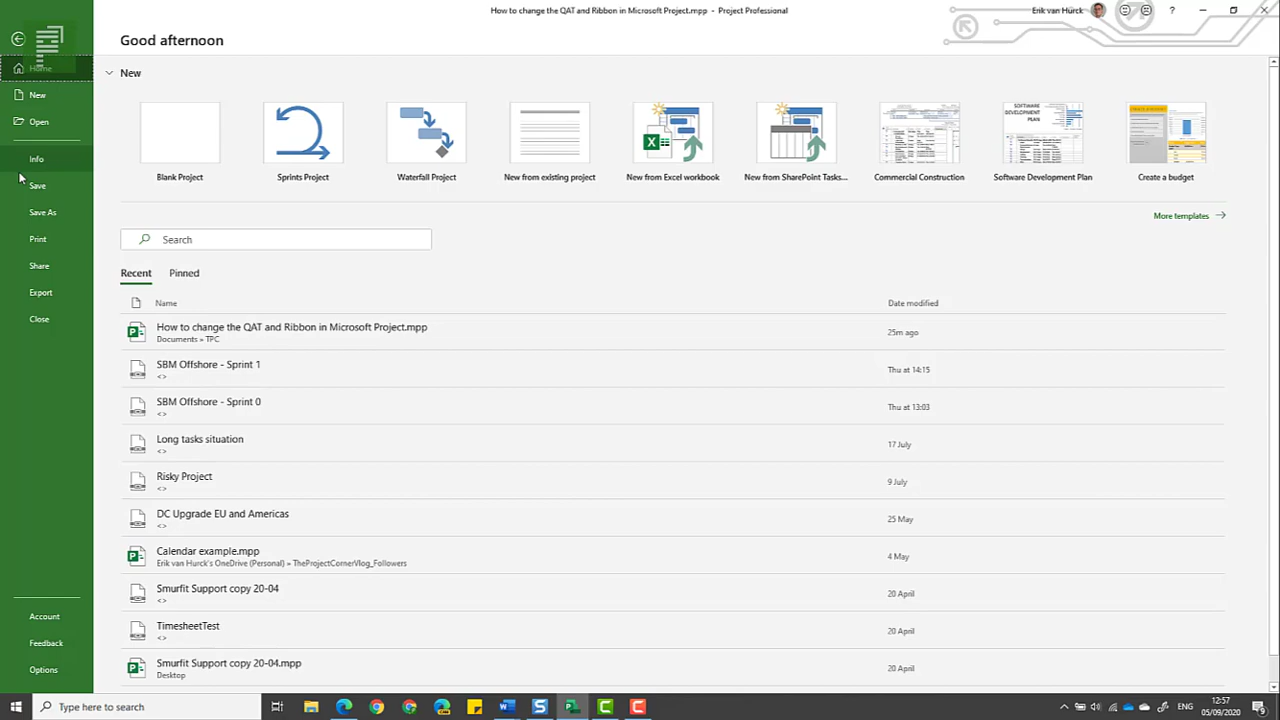 How to change the QAT and Ribbon in Microsoft Project.mpp - Project Professional
Erik van Hürck
?
Good afternoon
Home
New
Open
Info
Save
Save As
Print
Share
Export
Close
Account
Feedback
Options
New
Blank Project
Sprints Project
Waterfall Project
New from existing project
New from Excel workbook
New from SharePoint Tasks...
Commercial Construction
SOFTWARE
DEVELOPMENT
PLAN
Software Development Plan
Create a budget
More templates
Search
Recent
Pinned
Name
Date modified
How to change the QAT and Ribbon in Microsoft Project.mpp
Documents » TPC
25m ago
SBM Offshore - Sprint 1
<>
Thu at 14:15
SBM Offshore - Sprint 0
<>
Thu at 13:03
Long tasks situation
<>
17 July
Risky Project
<>
9 July
DC Upgrade EU and Americas
<>
25 May
Calendar example.mpp
Erik van Hürck's OneDrive (Personal) » TheProjectCornerVlog_Followers
4 May
Smurfit Support copy 20-04
<>
20 April
TimesheetTest
<>
20 April
Smurfit Support copy 20-04.mpp
Desktop
20 April
Type here to search
ENG
12:57
05/09/2020